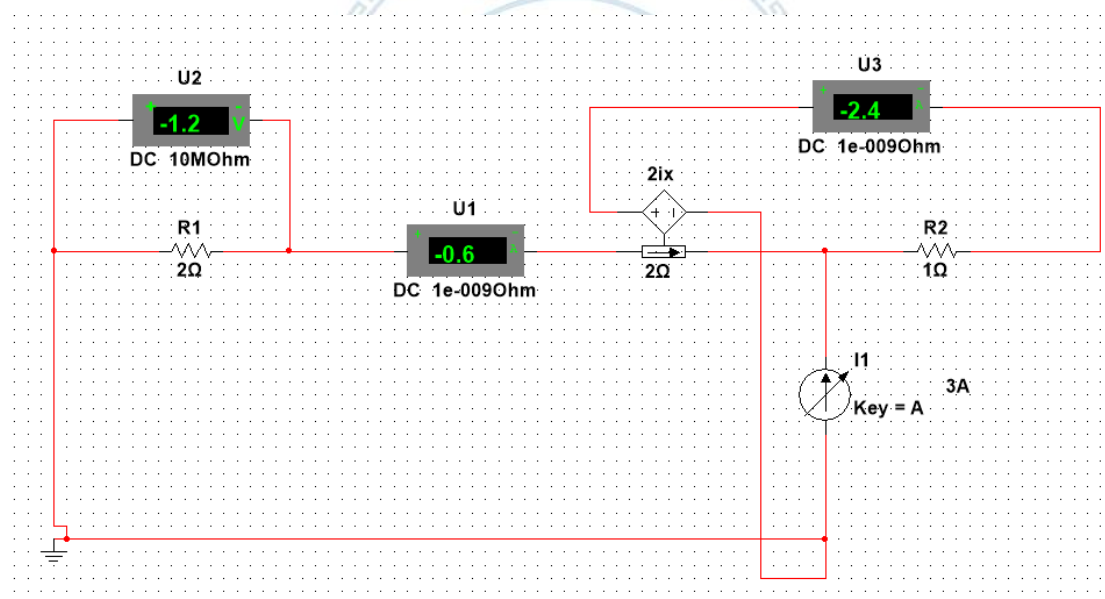 U2
+ -
-1.2 V
DC 10MOhm
U3
+ -
-2.4 A
DC 1e-009Ohm
2ix
+ -
R1
2Ω
U1
+ -
-0.6 A
DC 1e-009Ohm
2Ω
R2
1Ω
I1
3A
Key = A